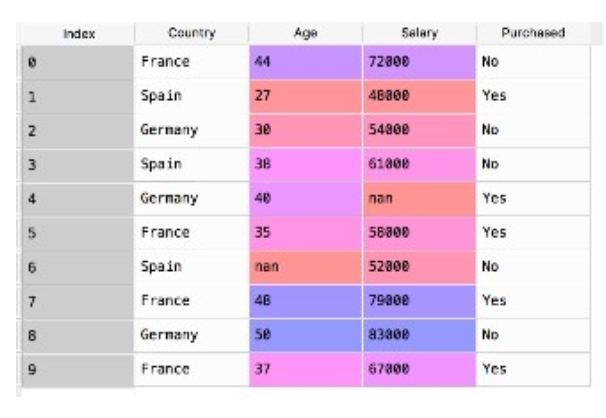 Index Country Age Salary Purchased
0 France 44 72000 No
1 Spain 27 48000 Yes
2 Germany 30 54000 No
3 Spain 38 61000 No
4 Germany 40 nan Yes
5 France 35 58000 Yes
6 Spain nan 52000 No
7 France 48 79000 Yes
8 Germany 50 83000 No
9 France 37 67000 Yes